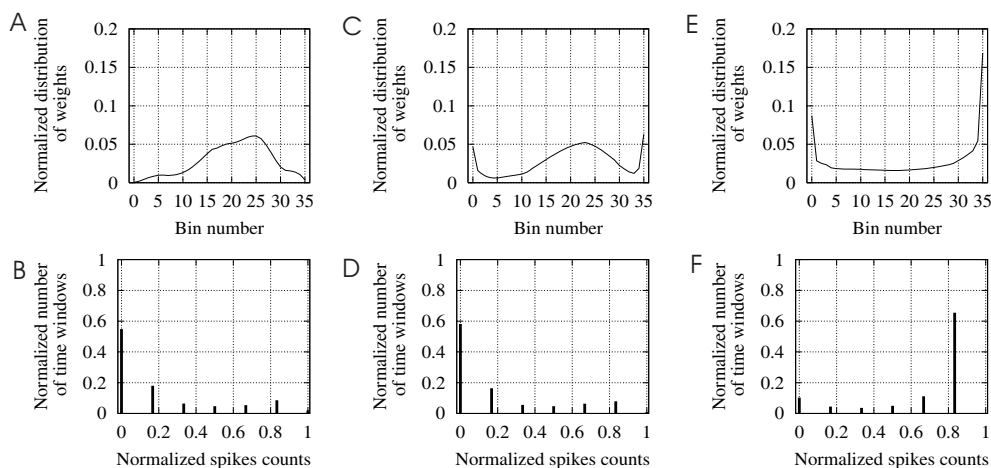 A
Normalized distribution
of weights
0.2
0.15
0.1
0.05
0
0 5 10 15 20 25 30 35
Bin number
C
Normalized distribution
of weights
0.2
0.15
0.1
0.05
0
0 5 10 15 20 25 30 35
Bin number
E
Normalized distribution
of weights
0.2
0.15
0.1
0.05
0
0 5 10 15 20 25 30 35
Bin number
B
Normalized number
of time windows
1
0.8
0.6
0.4
0.2
0
0 0.2 0.4 0.6 0.8 1
Normalized spikes counts
D
Normalized number
of time windows
1
0.8
0.6
0.4
0.2
0
0 0.2 0.4 0.6 0.8 1
Normalized spikes counts
F
Normalized number
of time windows
1
0.8
0.6
0.4
0.2
0
0 0.2 0.4 0.6 0.8 1
Normalized spikes counts